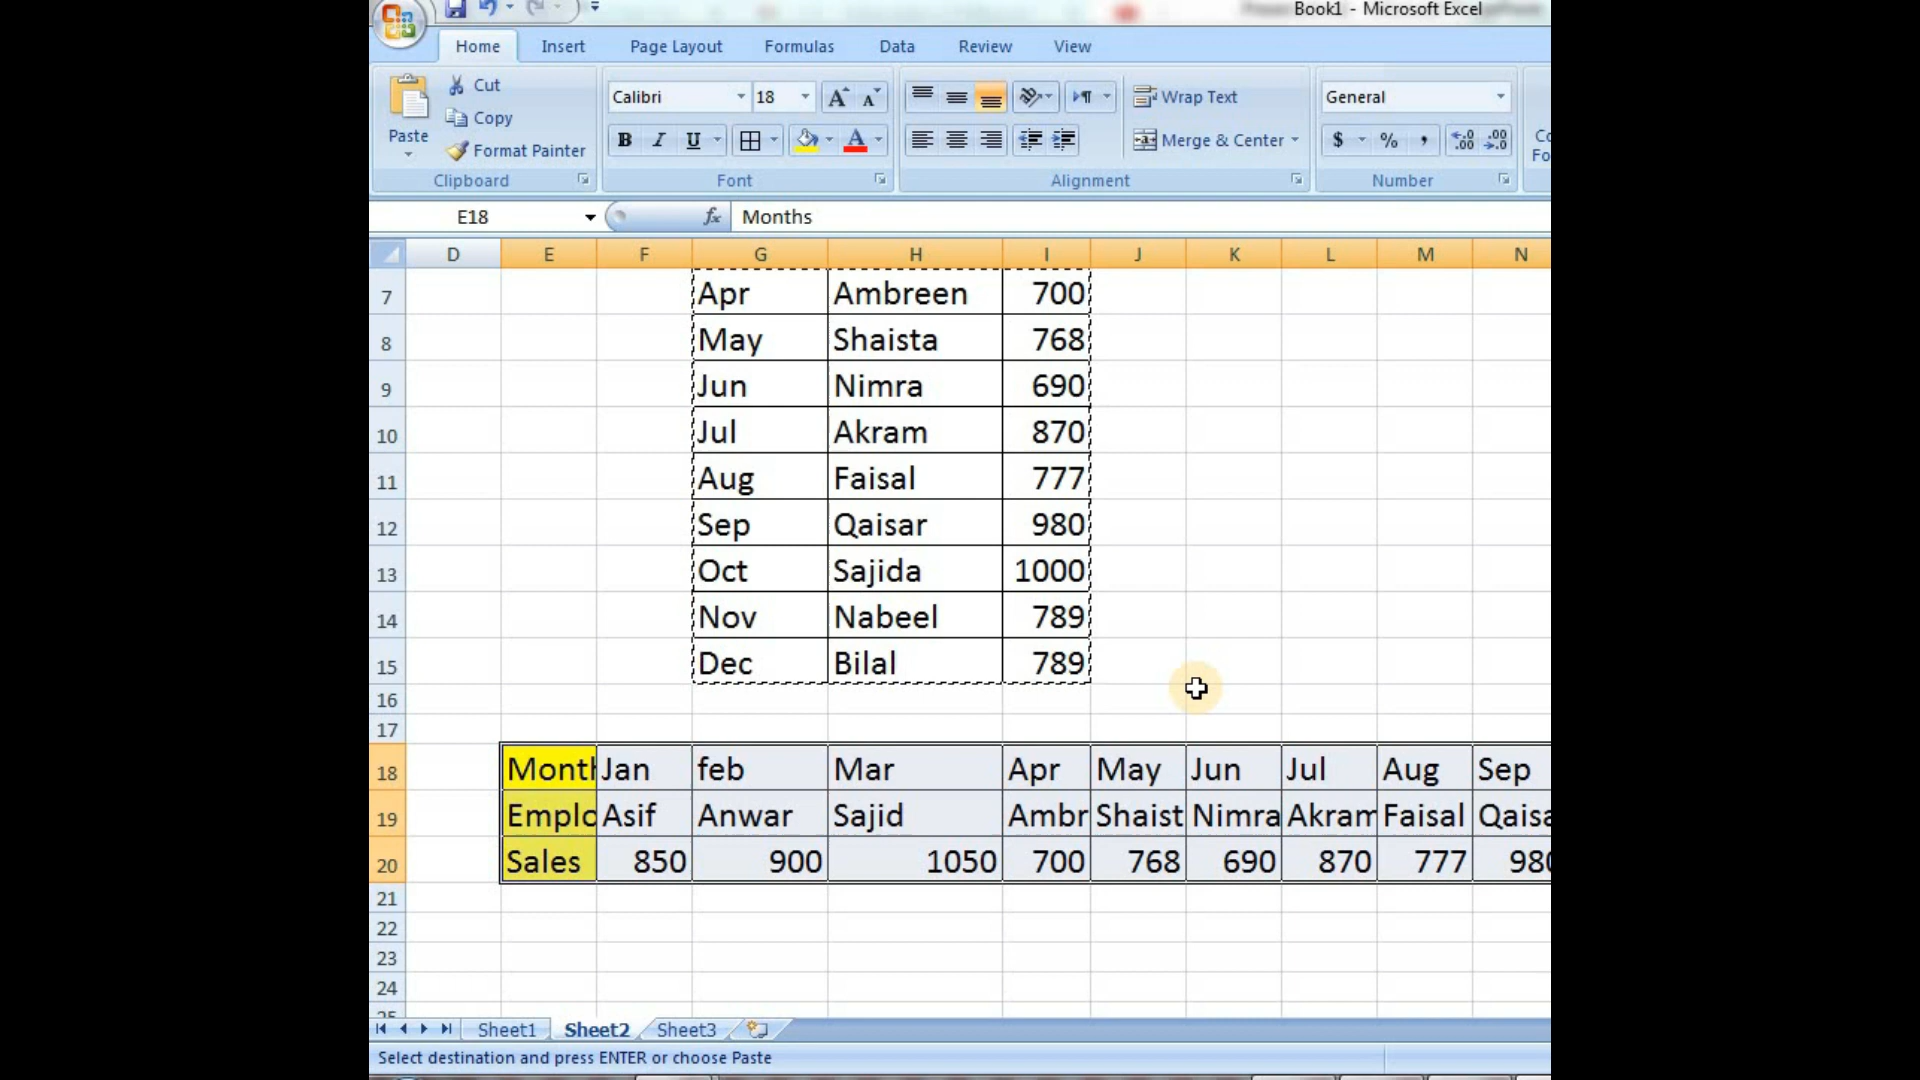 Book1 - Microsoft Excel
Home Insert Page Layout Formulas Data Review View
Cut
Copy
Format Painter
Paste
Calibri 18
Wrap Text
General
B I U
Merge & Center
$ % ,
Clipboard Font Alignment Number
E18 fx Months
D E F G H I J K L M N
7 Apr Ambreen 700
8 May Shaista 768
9 Jun Nimra 690
10 Jul Akram 870
11 Aug Faisal 777
12 Sep Qaisar 980
13 Oct Sajida 1000
14 Nov Nabeel 789
15 Dec Bilal 789
16
17
18 Mont Jan feb Mar Apr May Jun Jul Aug Sep
19 Emplo Asif Anwar Sajid Ambr Shaist Nimra Akram Faisal Qaisa
20 Sales 850 900 1050 700 768 690 870 777 980
21
22
23
24
Sheet1 Sheet2 Sheet3
Select destination and press ENTER or choose Paste